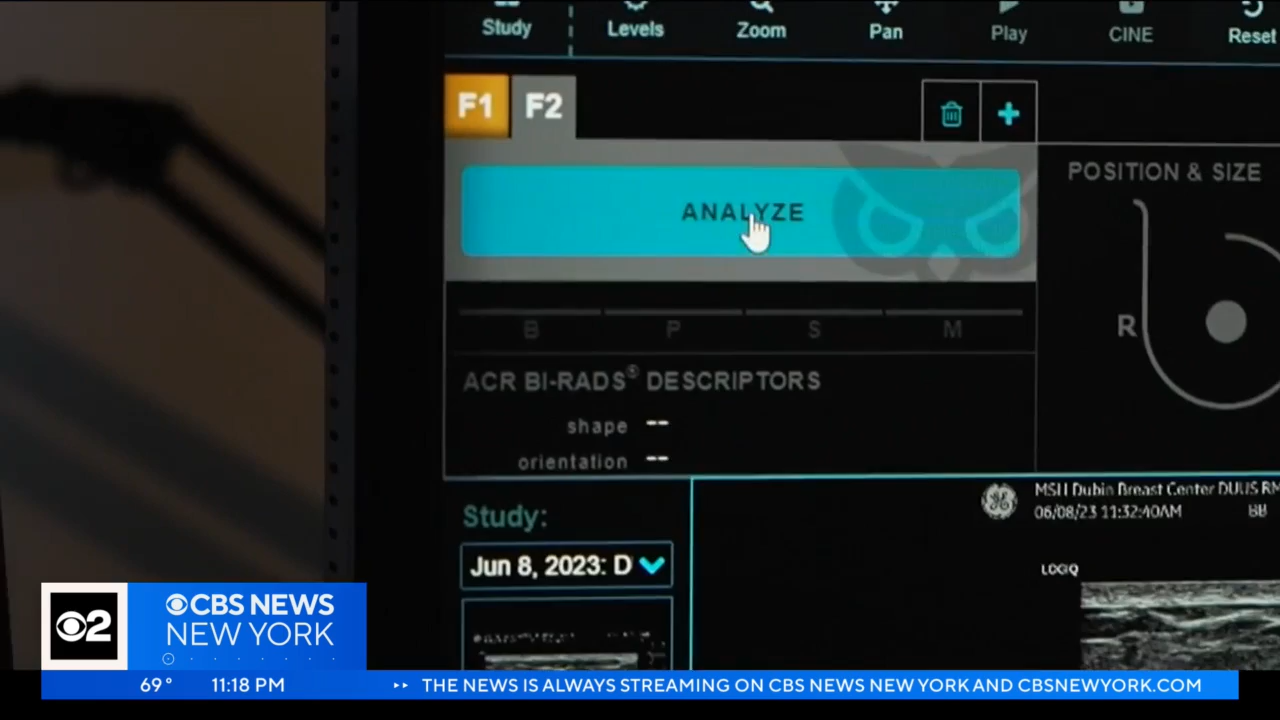 Study Levels Zoom Pan Play CINE Reset
F1 F2
ANALYZE
POSITION & SIZE
R
B P S M
ACR BI-RADS® DESCRIPTORS
shape --
orientation --
Study:
Jun 8, 2023: D
MSH Dubin Breast Center DUUS RM
06/08/23 11:32:40AM BB
LOGIQ
2 CBS NEWS
NEW YORK
69° 11:18 PM THE NEWS IS ALWAYS STREAMING ON CBS NEWS NEW YORK AND CBSNEWYORK.COM